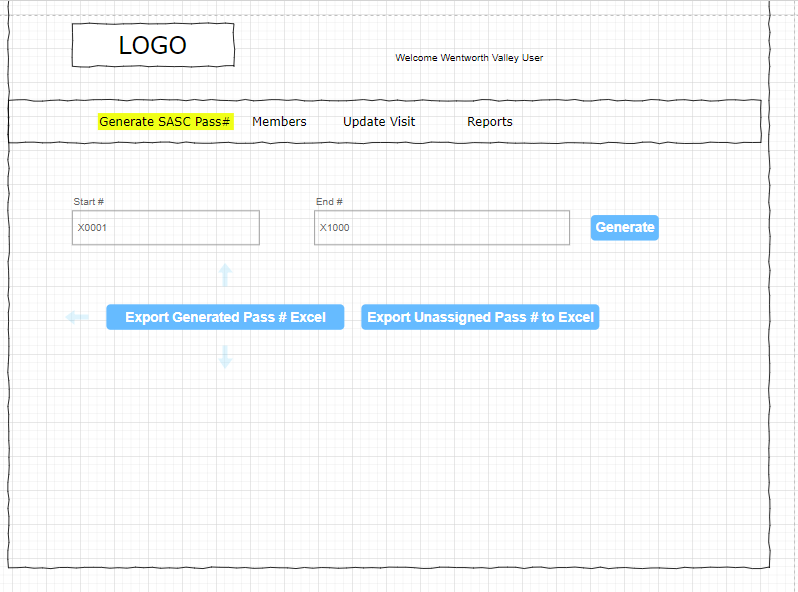 LOGO
Welcome Wentworth Valley User
Generate SASC Pass# Members Update Visit Reports
Start # End #
X0001 X1000 Generate
Export Generated Pass # Excel Export Unassigned Pass # to Excel